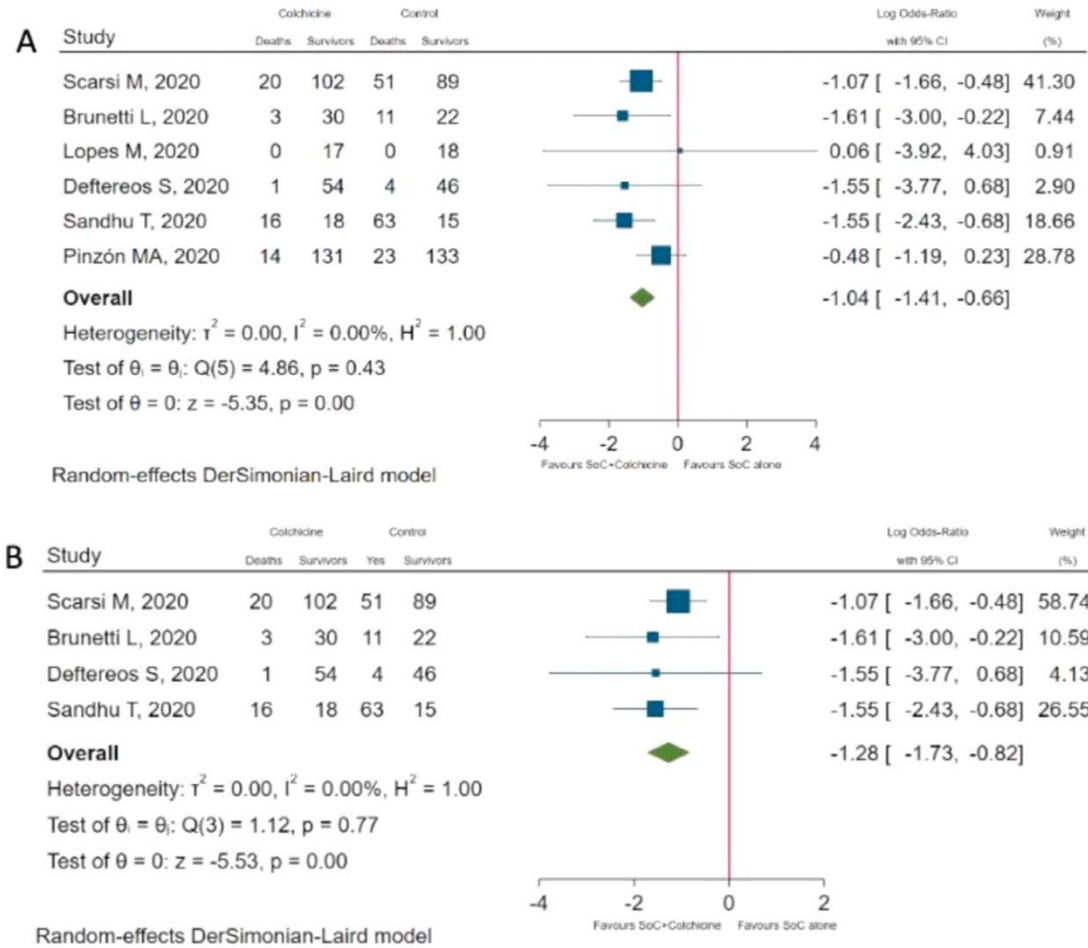 A
Colchicine Control Log Odds-Ratio Weight
Study Deaths Survivors Deaths Survivors with 95% CI (%)
Scarsi M, 2020 20 102 51 89 -1.07 [ -1.66, -0.48] 41.30
Brunetti L, 2020 3 30 11 22 -1.61 [ -3.00, -0.22] 7.44
Lopes M, 2020 0 17 0 18 0.06 [ -3.92, 4.03] 0.91
Deftereos S, 2020 1 54 4 46 -1.55 [ -3.77, 0.68] 2.90
Sandhu T, 2020 16 18 63 15 -1.55 [ -2.43, -0.68] 18.66
Pinzón MA, 2020 14 131 23 133 -0.48 [ -1.19, 0.23] 28.78
Overall -1.04 [ -1.41, -0.66]
Heterogeneity: τ² = 0.00, I² = 0.00%, H² = 1.00
Test of θᵢ = θⱼ: Q(5) = 4.86, p = 0.43
Test of θ = 0: z = -5.35, p = 0.00
-4 -2 0 2 4
Favours SoC+Colchicine Favours SoC alone
Random-effects DerSimonian-Laird model
B
Colchicine Control Log Odds-Ratio Weight
Study Deaths Survivors Yes Survivors with 95% CI (%)
Scarsi M, 2020 20 102 51 89 -1.07 [ -1.66, -0.48] 58.74
Brunetti L, 2020 3 30 11 22 -1.61 [ -3.00, -0.22] 10.59
Deftereos S, 2020 1 54 4 46 -1.55 [ -3.77, 0.68] 4.13
Sandhu T, 2020 16 18 63 15 -1.55 [ -2.43, -0.68] 26.55
Overall -1.28 [ -1.73, -0.82]
Heterogeneity: τ² = 0.00, I² = 0.00%, H² = 1.00
Test of θᵢ = θⱼ: Q(3) = 1.12, p = 0.77
Test of θ = 0: z = -5.53, p = 0.00
-4 -2 0 2
Favours SoC+Colchicine Favours SoC alone
Random-effects DerSimonian-Laird model